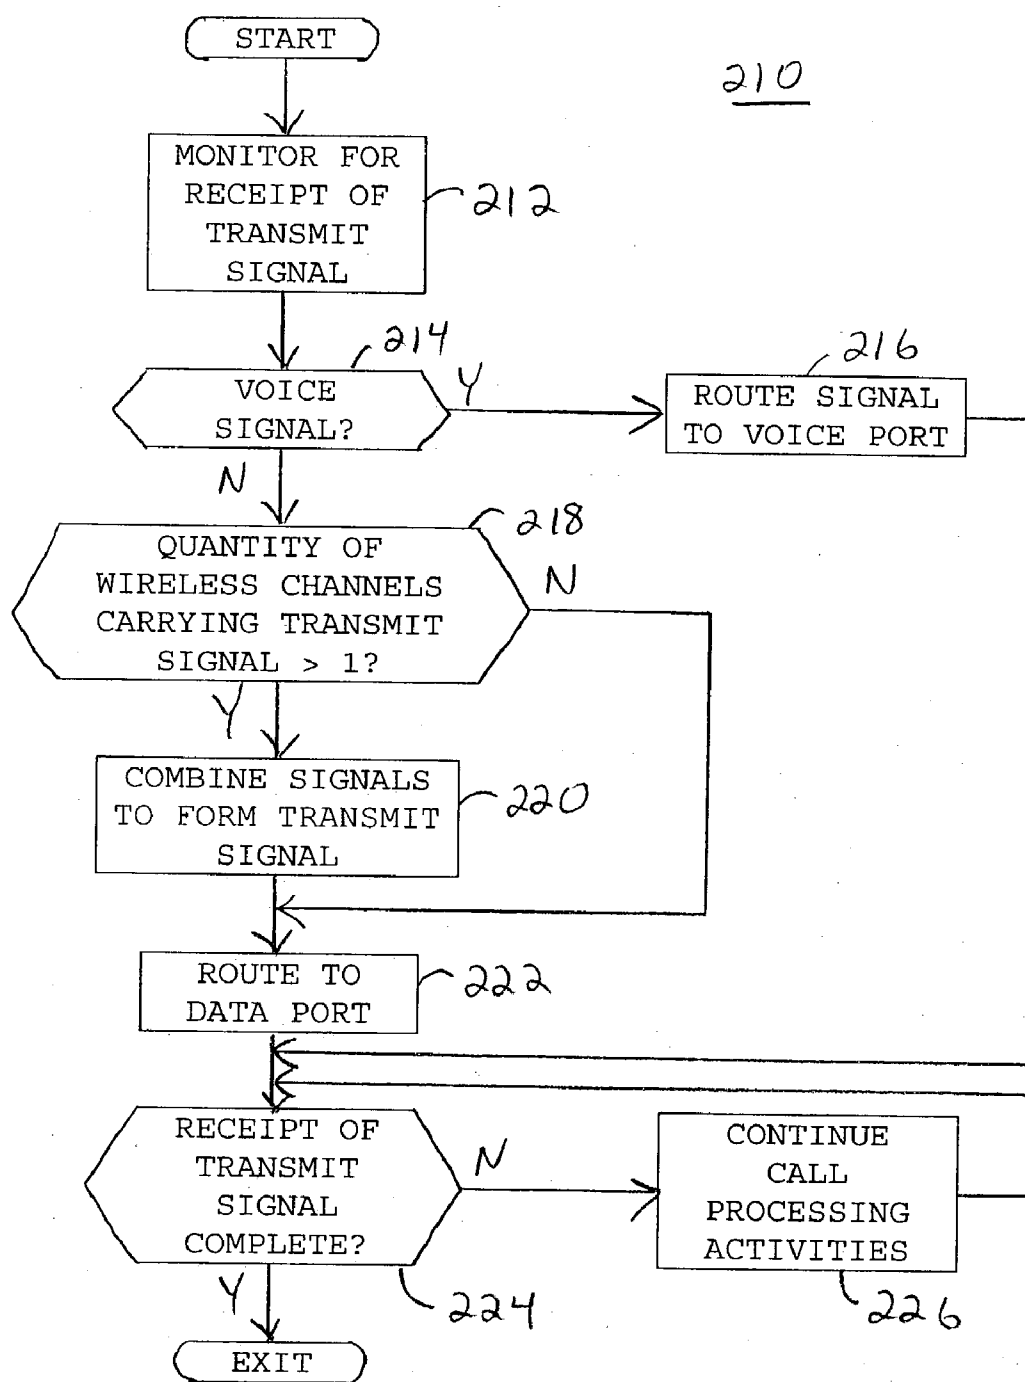 START
210
MONITOR FOR
RECEIPT OF
TRANSMIT
SIGNAL
212
214
VOICE
SIGNAL?
Y
216
ROUTE SIGNAL
TO VOICE PORT
N
218
QUANTITY OF
WIRELESS CHANNELS
CARRYING TRANSMIT
SIGNAL > 1?
N
Y
COMBINE SIGNALS
TO FORM TRANSMIT
SIGNAL
220
ROUTE TO
DATA PORT
222
RECEIPT OF
TRANSMIT
SIGNAL
COMPLETE?
N
CONTINUE
CALL
PROCESSING
ACTIVITIES
Y
224
226
EXIT